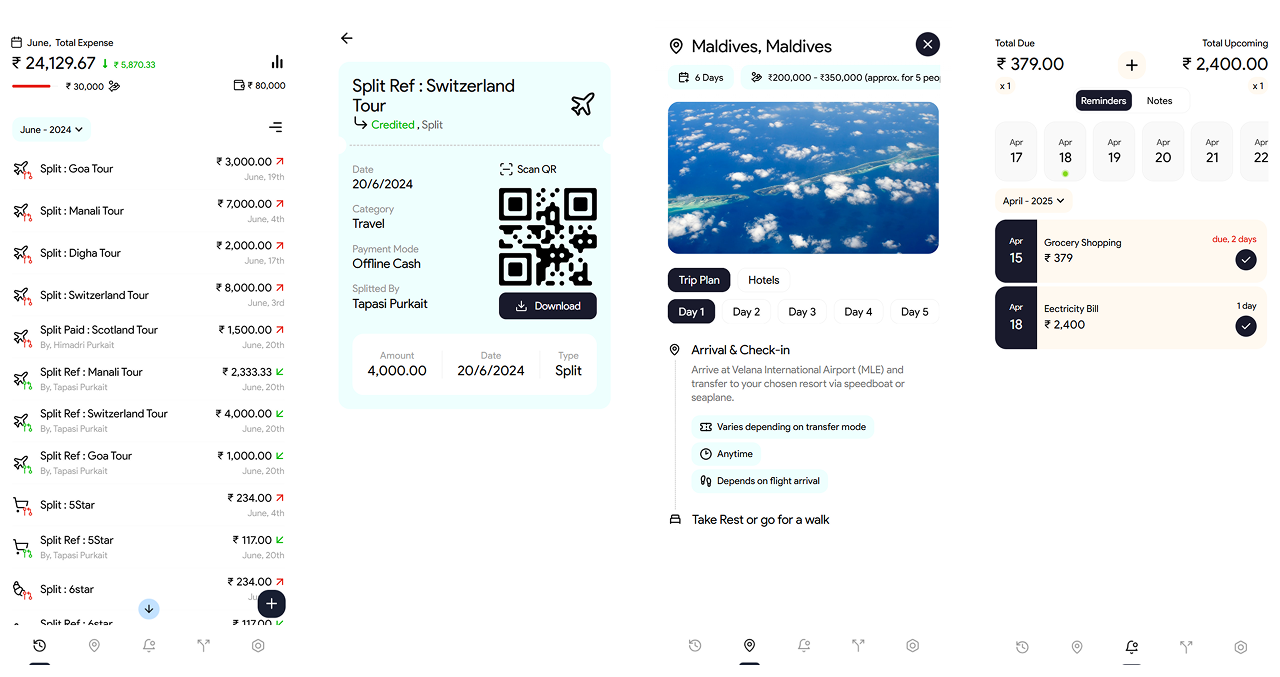 June, Total Expense
₹ 24,129.67 ↓ ₹ 5,870.33
₹ 30,000
₹ 80,000
June - 2024
Split : Goa Tour
₹ 3,000.00
June, 19th
Split : Manali Tour
₹ 7,000.00
June, 4th
Split : Digha Tour
₹ 2,000.00
June, 17th
Split : Switzerland Tour
₹ 8,000.00
June, 3rd
Split Paid : Scotland Tour
₹ 1,500.00
By, Himadri Purkait
June, 20th
Split Ref : Manali Tour
₹ 2,333.33
By, Tapasi Purkait
June, 20th
Split Ref : Switzerland Tour
₹ 4,000.00
By, Tapasi Purkait
June, 20th
Split Ref : Goa Tour
₹ 1,000.00
By, Tapasi Purkait
June, 20th
Split : 5Star
₹ 234.00
June, 4th
Split Ref : 5Star
₹ 117.00
By, Tapasi Purkait
June, 20th
Split : 6star
₹ 234.00
Split Ref : 6star
₹ 117.00
Split Ref : Switzerland
Tour
Credited , Split
Date
20/6/2024
Category
Travel
Payment Mode
Offline Cash
Splitted By
Tapasi Purkait
Scan QR
Download
Amount
4,000.00
Date
20/6/2024
Type
Split
Maldives, Maldives
6 Days
₹200,000 - ₹350,000 (approx. for 5 peo
Trip Plan
Hotels
Day 1
Day 2
Day 3
Day 4
Day 5
Arrival & Check-in
Arrive at Velana International Airport (MLE) and
transfer to your chosen resort via speedboat or
seaplane.
Varies depending on transfer mode
Anytime
Depends on flight arrival
Take Rest or go for a walk
Total Due
₹ 379.00
x 1
Total Upcoming
₹ 2,400.00
x 1
Reminders
Notes
Apr
17
Apr
18
Apr
19
Apr
20
Apr
21
Apr
22
April - 2025
Apr
15
Grocery Shopping
₹ 379
due, 2 days
Apr
18
Eectricity Bill
₹ 2,400
1 day